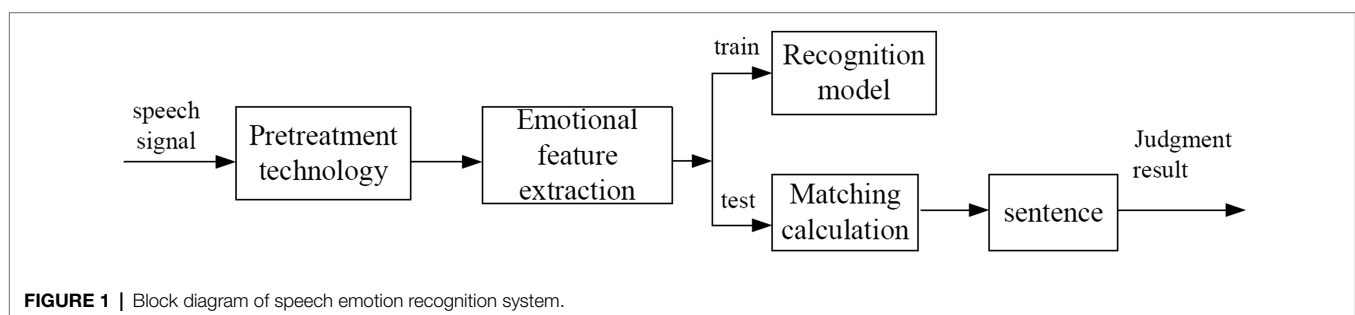 speech
signal
Pretreatment
technology
Emotional
feature
extraction
train
Recognition
model
test
Matching
calculation
sentence
Judgment
result
FIGURE 1 | Block diagram of speech emotion recognition system.